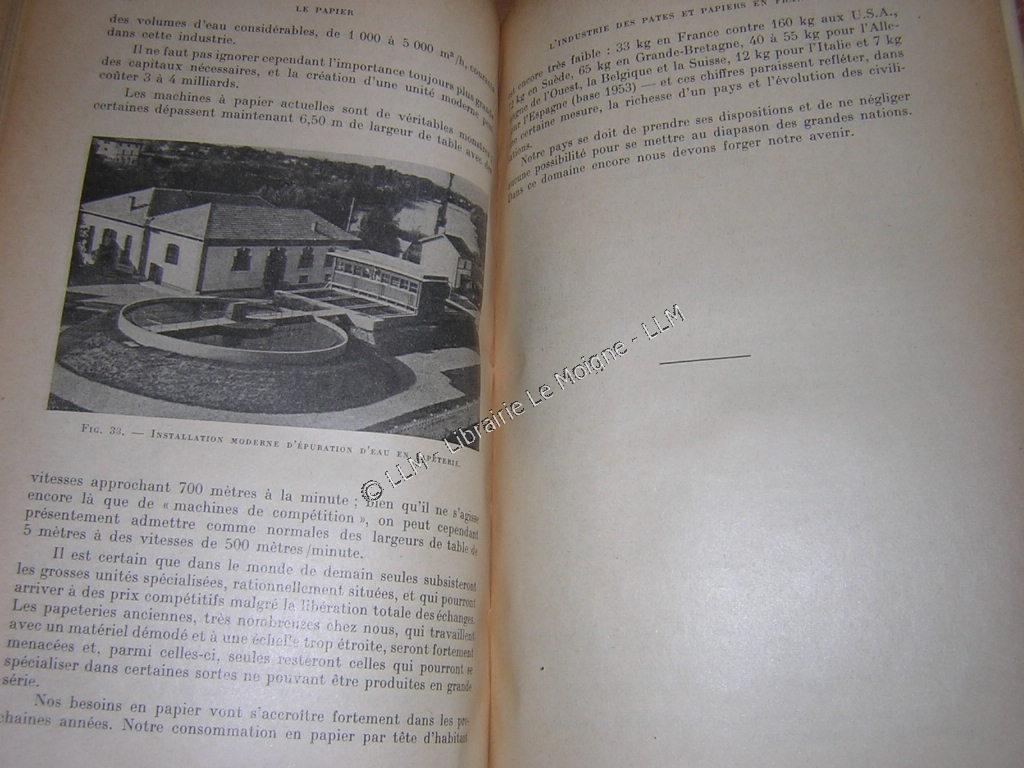 LE PAPIER
des volumes d'eau considérables, de 1 000 à 5 000 m³/h, courants
dans cette industrie.
Il ne faut pas ignorer cependant l'importance toujours plus grande
des capitaux nécessaires, et la création d'une unité moderne peut
coûter 3 à 4 milliards.
Les machines à papier actuelles sont de véritables monstres ;
certaines dépassent maintenant 6,50 m de largeur de table avec des
FIG. 33. — INSTALLATION MODERNE D'ÉPURATION D'EAU EN PAPETERIE.
vitesses approchant 700 mètres à la minute ; bien qu'il ne s'agisse
encore là que de « machines de compétition », on peut cependant
présentement admettre comme normales des largeurs de table de
5 mètres à des vitesses de 500 mètres/minute.
Il est certain que dans le monde de demain seules subsisteront
les grosses unités spécialisées, rationnellement situées, et qui pourront
arriver à des prix compétitifs malgré la libération totale des échanges.
Les papeteries anciennes, très nombreuses chez nous, qui travaillent
avec un matériel démodé et à une échelle trop étroite, seront fortement
menacées et, parmi celles-ci, seules resteront celles qui pourront se
spécialiser dans certaines sortes ne pouvant être produites en grande
série.
Nos besoins en papier vont s'accroître fortement dans les pro-
chaines années. Notre consommation en papier par tête d'habitant
L'INDUSTRIE DES PATES ET PAPIERS EN
est encore très faible : 33 kg en France contre 160 kg aux U.S.A.,
kg en Suède, 65 kg en Grande-Bretagne, 40 à 55 kg pour l'Alle-
magne de l'Ouest, la Belgique et la Suisse, 12 kg pour l'Italie et 7 kg
pour l'Espagne (base 1953) — et ces chiffres paraissent refléter, dans
une certaine mesure, la richesse d'un pays et l'évolution des civili-
sations.
Notre pays se doit de prendre ses dispositions et de ne négliger
aucune possibilité pour se mettre au diapason des grandes nations.
Dans ce domaine encore nous devons forger notre avenir.
© LLM - Librairie Le Moigne - LLM